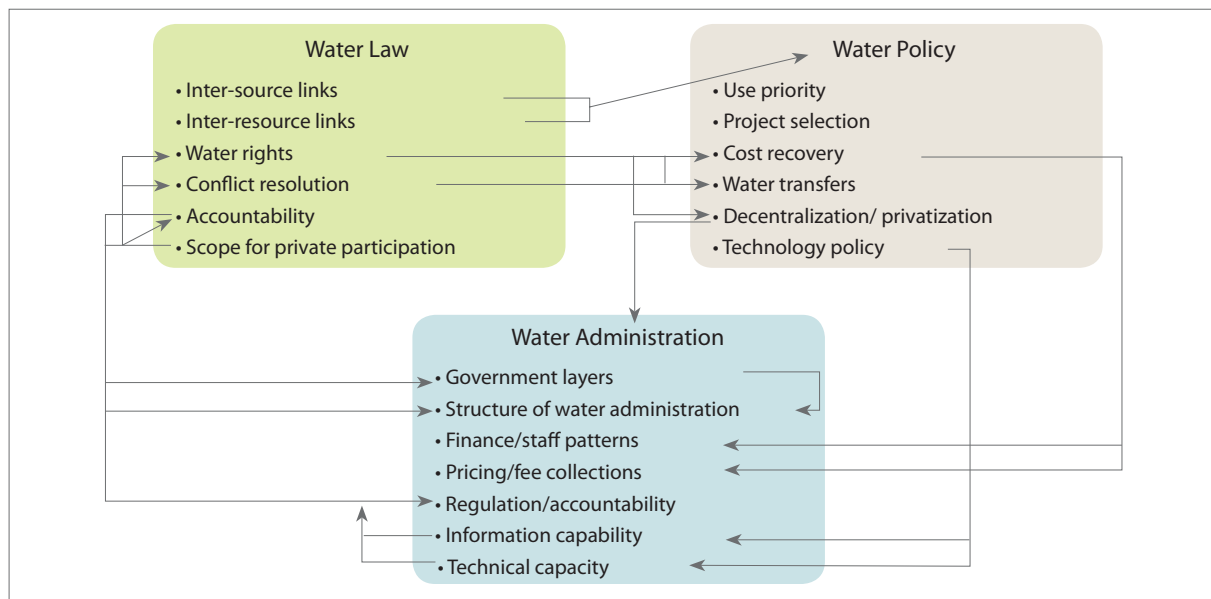 Water Law
• Inter-source links
• Inter-resource links
• Water rights
• Conflict resolution
• Accountability
• Scope for private participation
Water Policy
• Use priority
• Project selection
• Cost recovery
• Water transfers
• Decentralization/ privatization
• Technology policy
Water Administration
• Government layers
• Structure of water administration
• Finance/staff patterns
• Pricing/fee collections
• Regulation/accountability
• Information capability
• Technical capacity